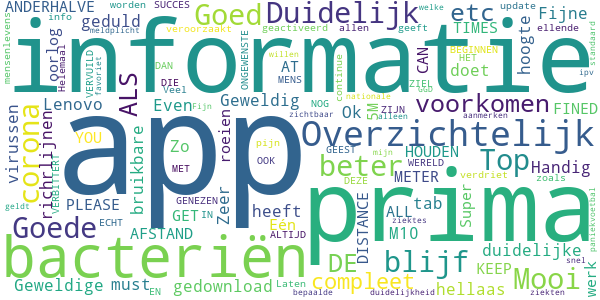 ANDERHALVE
info
worden
SUCCES
allen
update
welke
mensenlevens
meldplicht
Helemaal
oorlog
geduld
Goed
Duidelijk
etc
Fijne
veroorzaakt
geactiveerd
geeft
BEGINNEN
hoogte
ellende
standaard
informatie
VERVUILD
favoriet
DAN
DIE
ONGEWENSTE
AT
MENS
willen
TIMES
CAN
doet
HET
ZIEL
GGD
ipv
virussen
Lenovo
ALS
Veel
Geweldig
NOG
continue
5M
ZIJN
voorkomen
FINED
corona
richrlijnen
YOU
VERBITTERT
Even
bruikbare
Zo
Fijn
roeien
zichtbaar
Ok
alleen
nationale
aanmerken
app
MET
OOK
pijn
Overzichtelijk
GEEST
mijn
HOUDEN
beter
Top
Handig
WERELD
verdriet
METER
DEZE
zoals
PLEASE
GENEZEN
Zeer
Eén
heeft
DISTANCE
ALL
tab
Super
prima
paniekvoetbal
Goede
GET
IN
geldt
ECHT
AFSTAND
ALTIJD
M10
ziektes
duidelijke
bacteriën
DE
blijf
KEEP
Mooi
werk
snel
Geweldige
must
gedownload
Laten
compleet
hellaas
EN
bepaalde
duidelijkheid
ziekten